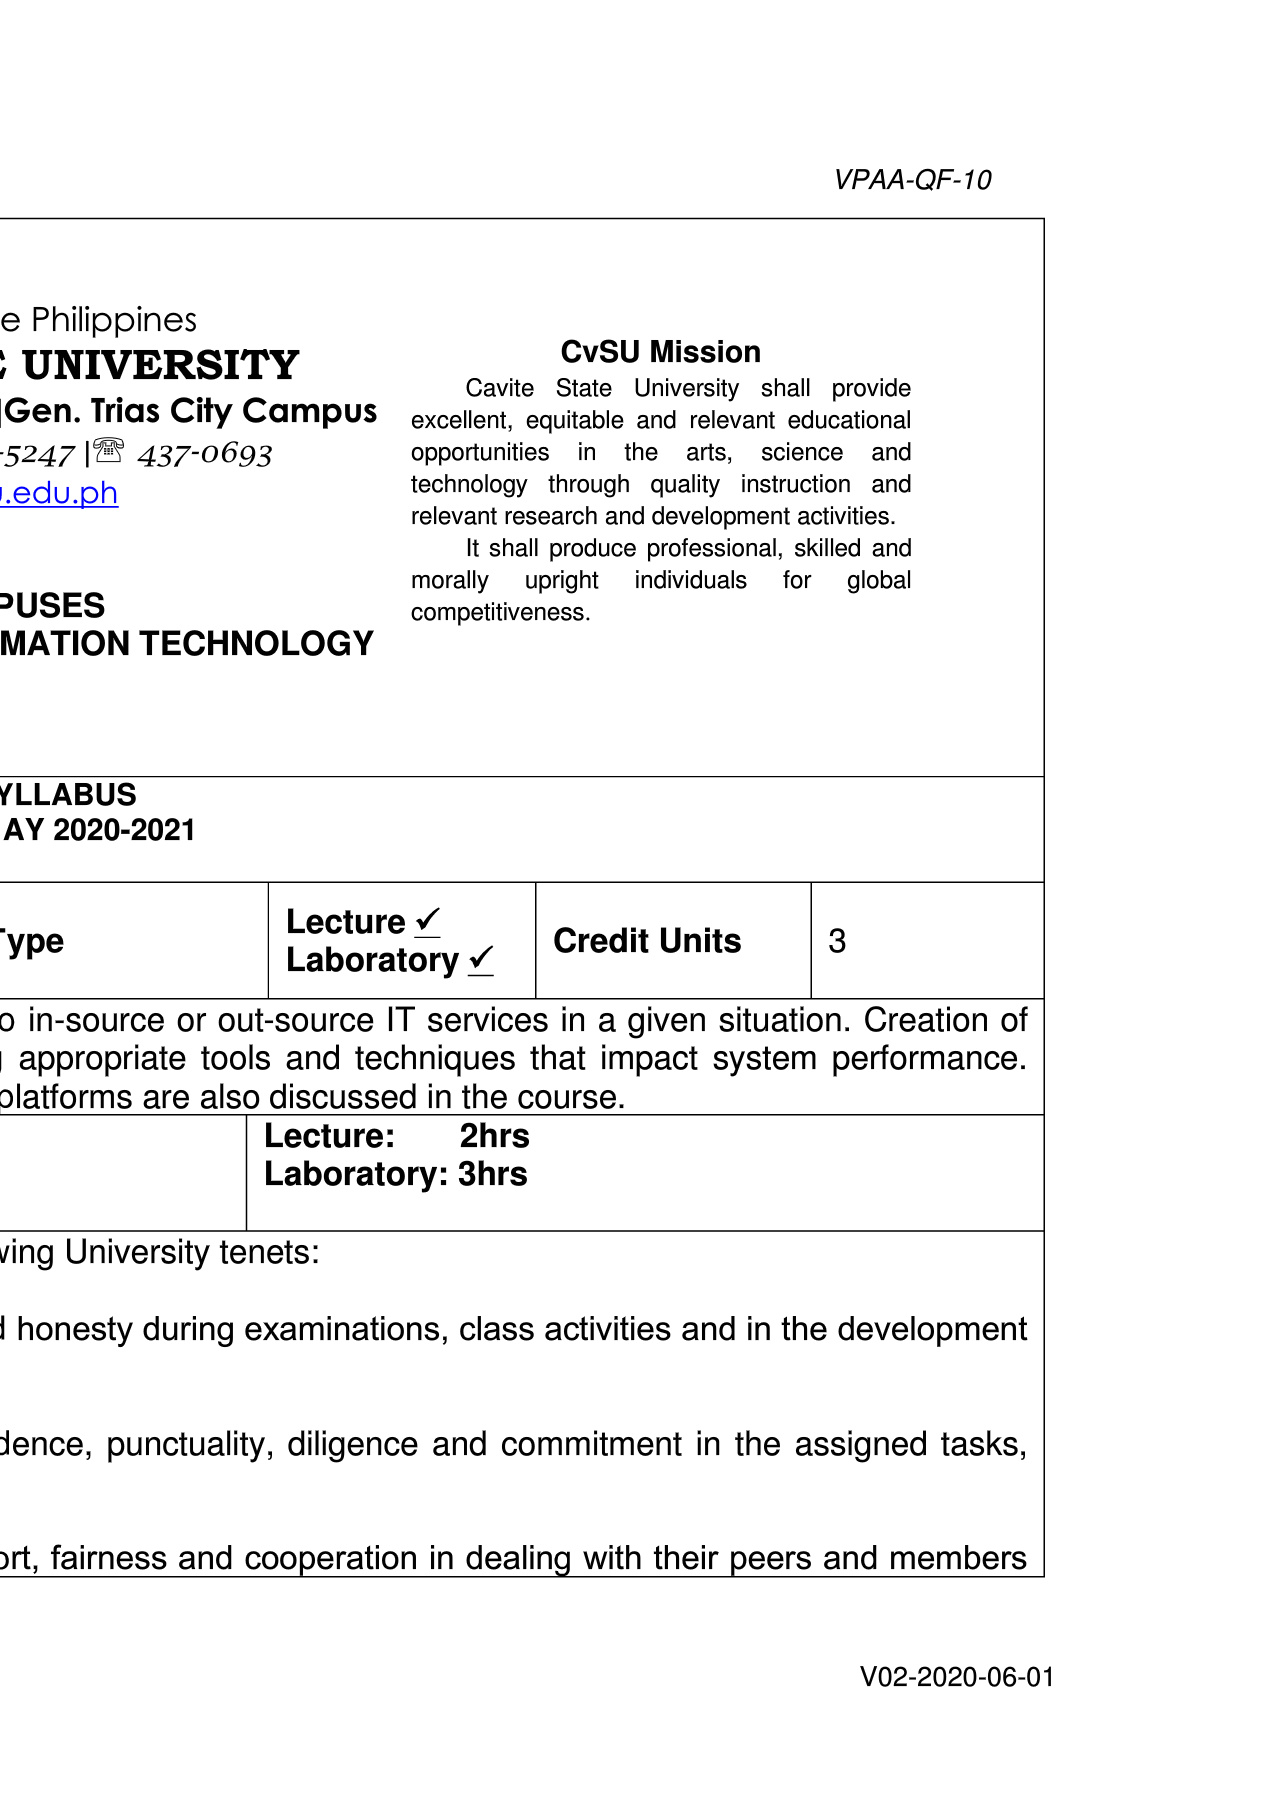 VPAA-QF-10
e Philippines
E UNIVERSITY
|Gen. Trias City Campus
-5247 |☏ 437-0693
u.edu.ph
PUSES
MATION TECHNOLOGY
CvSU Mission
Cavite State University shall provide
excellent, equitable and relevant educational
opportunities in the arts, science and
technology through quality instruction and
relevant research and development activities.
It shall produce professional, skilled and
morally upright individuals for global
competitiveness.
YLLABUS
AY 2020-2021
Type
Lecture ✓
Laboratory ✓
Credit Units
3
o in-source or out-source IT services in a given situation. Creation of
g appropriate tools and techniques that impact system performance.
platforms are also discussed in the course.
Lecture: 2hrs
Laboratory: 3hrs
wing University tenets:
d honesty during examinations, class activities and in the development
dence, punctuality, diligence and commitment in the assigned tasks,
ort, fairness and cooperation in dealing with their peers and members
V02-2020-06-01